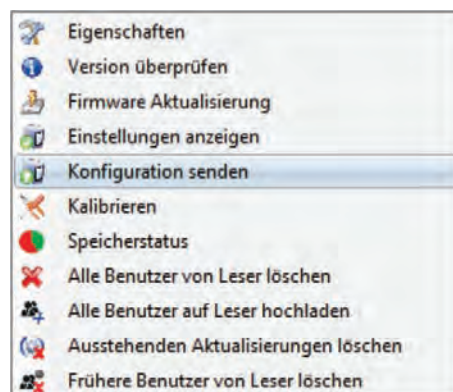 Eigenschaften
Version überprüfen
Firmware Aktualisierung
Einstellungen anzeigen
Konfiguration senden
Kalibrieren
Speicherstatus
Alle Benutzer von Leser löschen
Alle Benutzer auf Leser hochladen
Ausstehenden Aktualisierungen löschen
Frühere Benutzer von Leser löschen